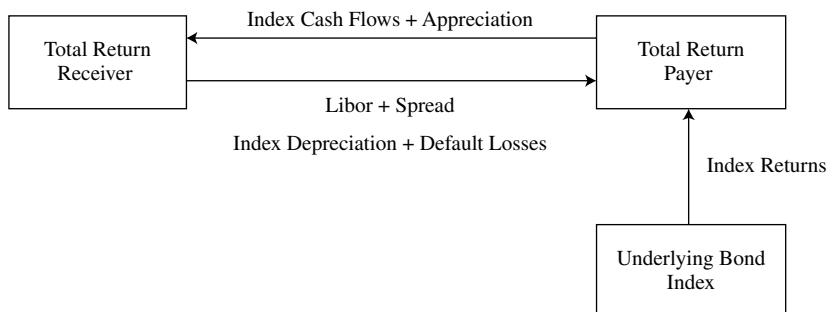 Index Cash Flows + Appreciation
Total Return
Receiver
Total Return
Payer
Libor + Spread
Index Depreciation + Default Losses
Index Returns
Underlying Bond
Index